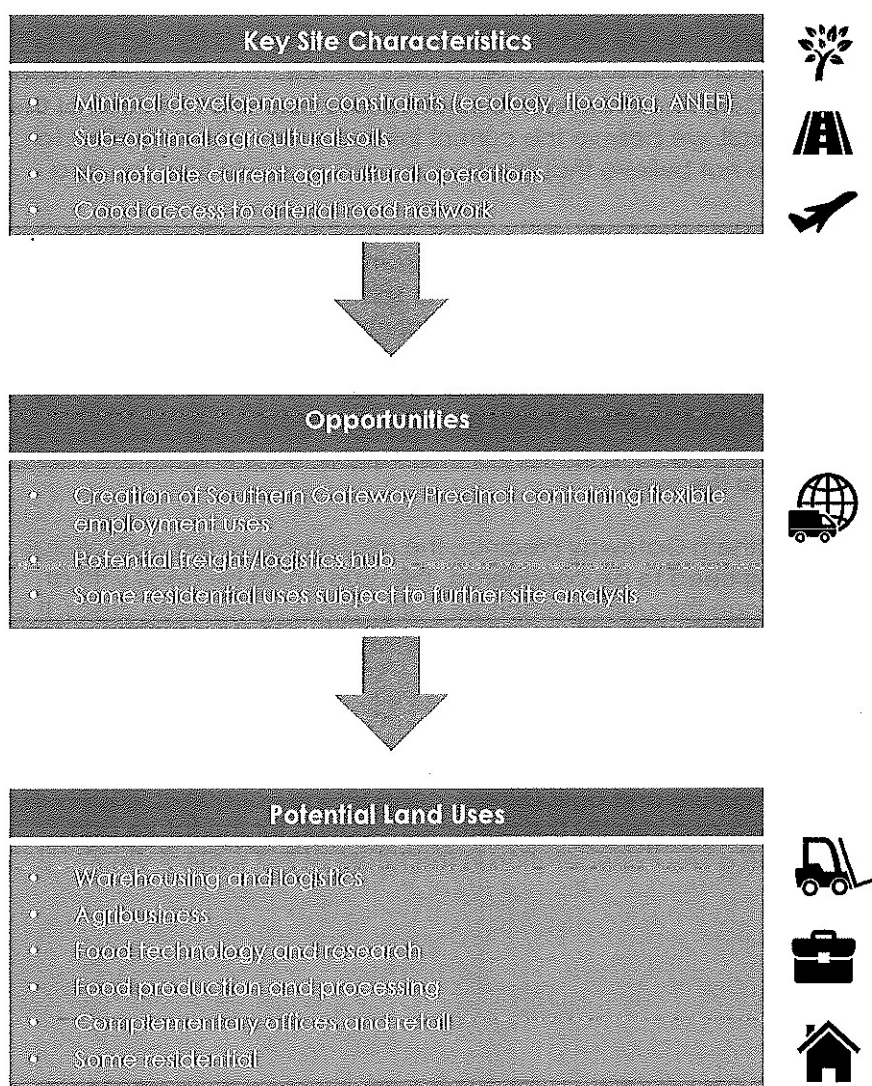 Key Site Characteristics
• Minimal development constraints (ecology, flooding, ANEF)
• Sub-optimal agricultural soils
• No notable current agricultural operations
• Good access to arterial road network
Opportunities
• Creation of Southern Gateway Precinct containing flexible
employment uses
• Potential freight/logistics hub
• Some residential uses subject to further site analysis
Potential Land Uses
• Warehousing and logistics
• Agribusiness
• Food technology and research
• Food production and processing
• Complementary offices and retail
• Some residential